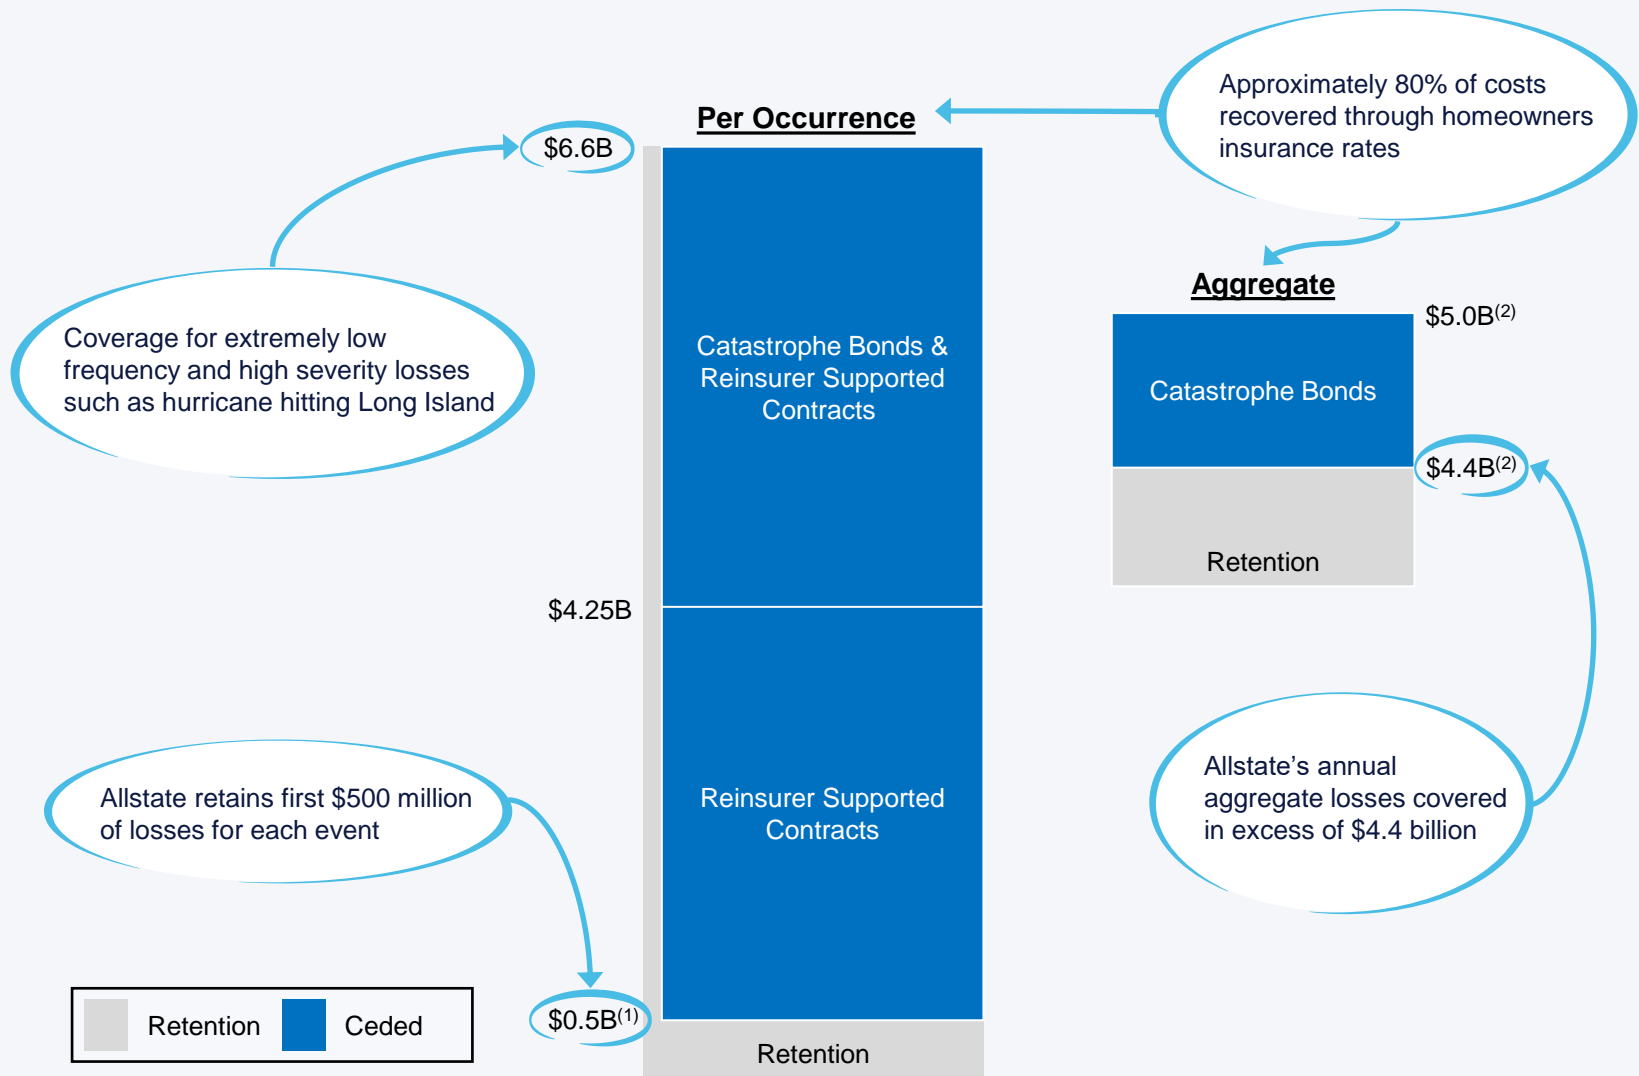 Per Occurrence
Approximately 80% of costs
recovered through homeowners
insurance rates
$6.6B
Aggregate
$5.0B(2)
Coverage for extremely low
frequency and high severity losses
such as hurricane hitting Long Island
Catastrophe Bonds &
Reinsurer Supported
Contracts
Catastrophe Bonds
$4.4B(2)
Retention
$4.25B
Allstate retains first $500 million
of losses for each event
Reinsurer Supported
Contracts
Allstate’s annual
aggregate losses covered
in excess of $4.4 billion
$0.5B(1)
Retention
Ceded
Retention